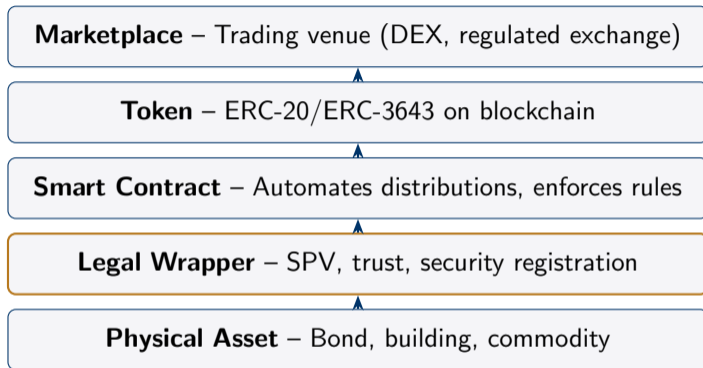 Marketplace – Trading venue (DEX, regulated exchange)
Token – ERC-20/ERC-3643 on blockchain
Smart Contract – Automates distributions, enforces rules
Legal Wrapper – SPV, trust, security registration
Physical Asset – Bond, building, commodity